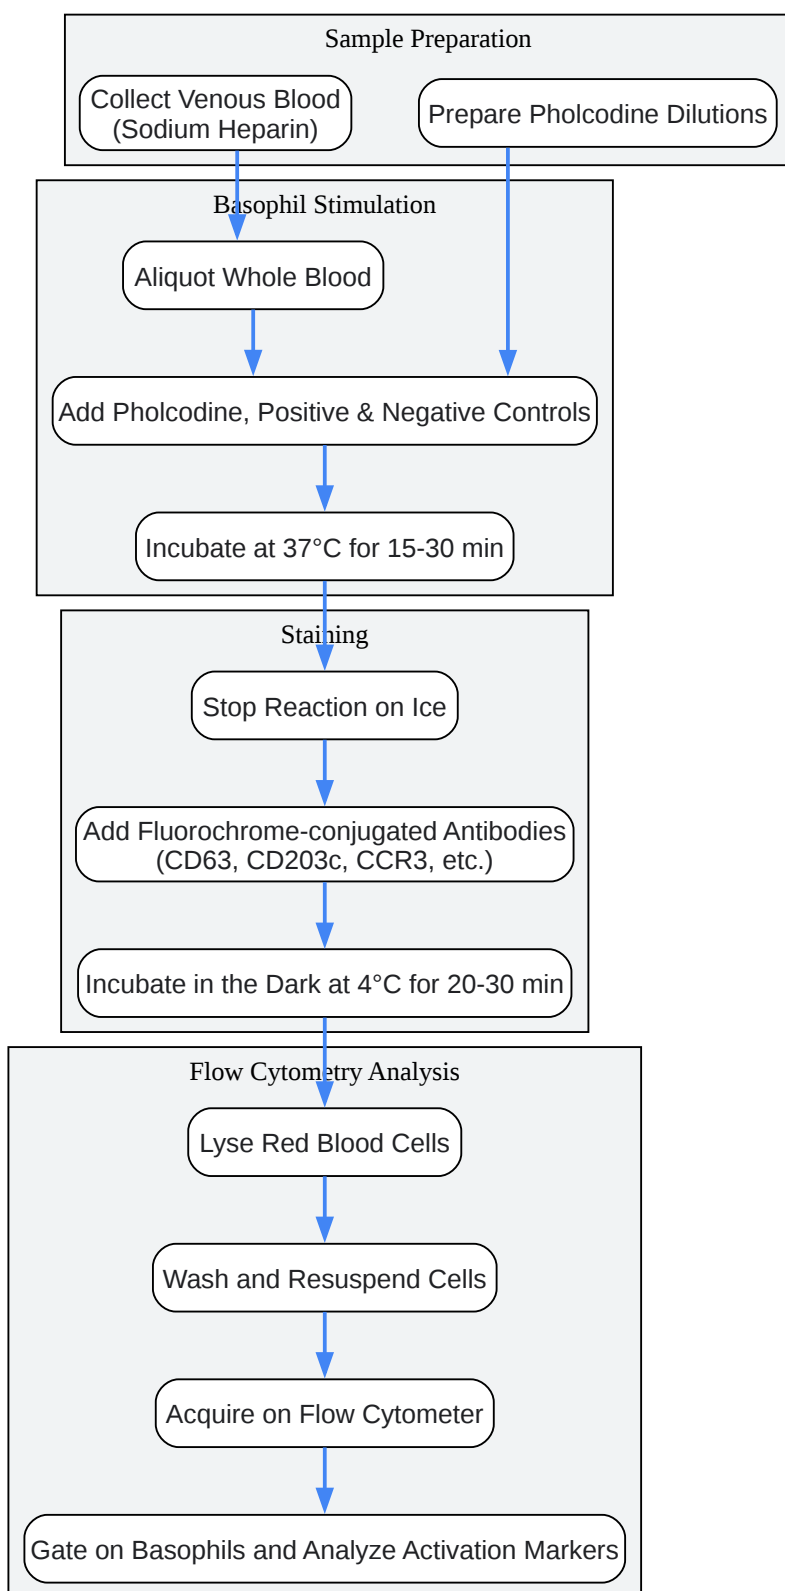 Sample Preparation
Collect Venous Blood
(Sodium Heparin)
Prepare Pholcodine Dilutions
Basophil Stimulation
Aliquot Whole Blood
Add Pholcodine, Positive & Negative Controls
Incubate at 37°C for 15-30 min
Staining
Stop Reaction on Ice
Add Fluorochrome-conjugated Antibodies
(CD63, CD203c, CCR3, etc.)
Incubate in the Dark at 4°C for 20-30 min
Flow Cytometry Analysis
Lyse Red Blood Cells
Wash and Resuspend Cells
Acquire on Flow Cytometer
Gate on Basophils and Analyze Activation Markers